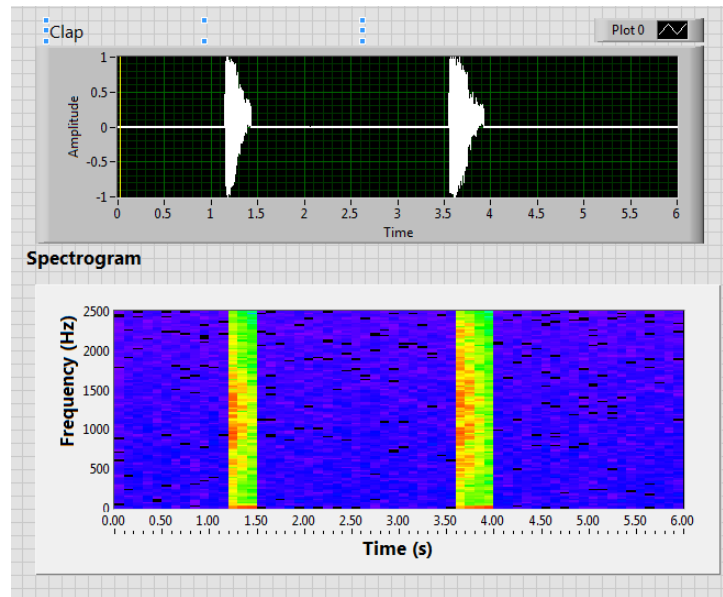 Clap
Plot 0
1
0.5
0
-0.5
-1
Amplitude
0 0.5 1 1.5 2 2.5 3 3.5 4 4.5 5 5.5 6
Time
Spectrogram
2500
2000
1500
1000
500
0
Frequency (Hz)
0.00 0.50 1.00 1.50 2.00 2.50 3.00 3.50 4.00 4.50 5.00 5.50 6.00
Time (s)